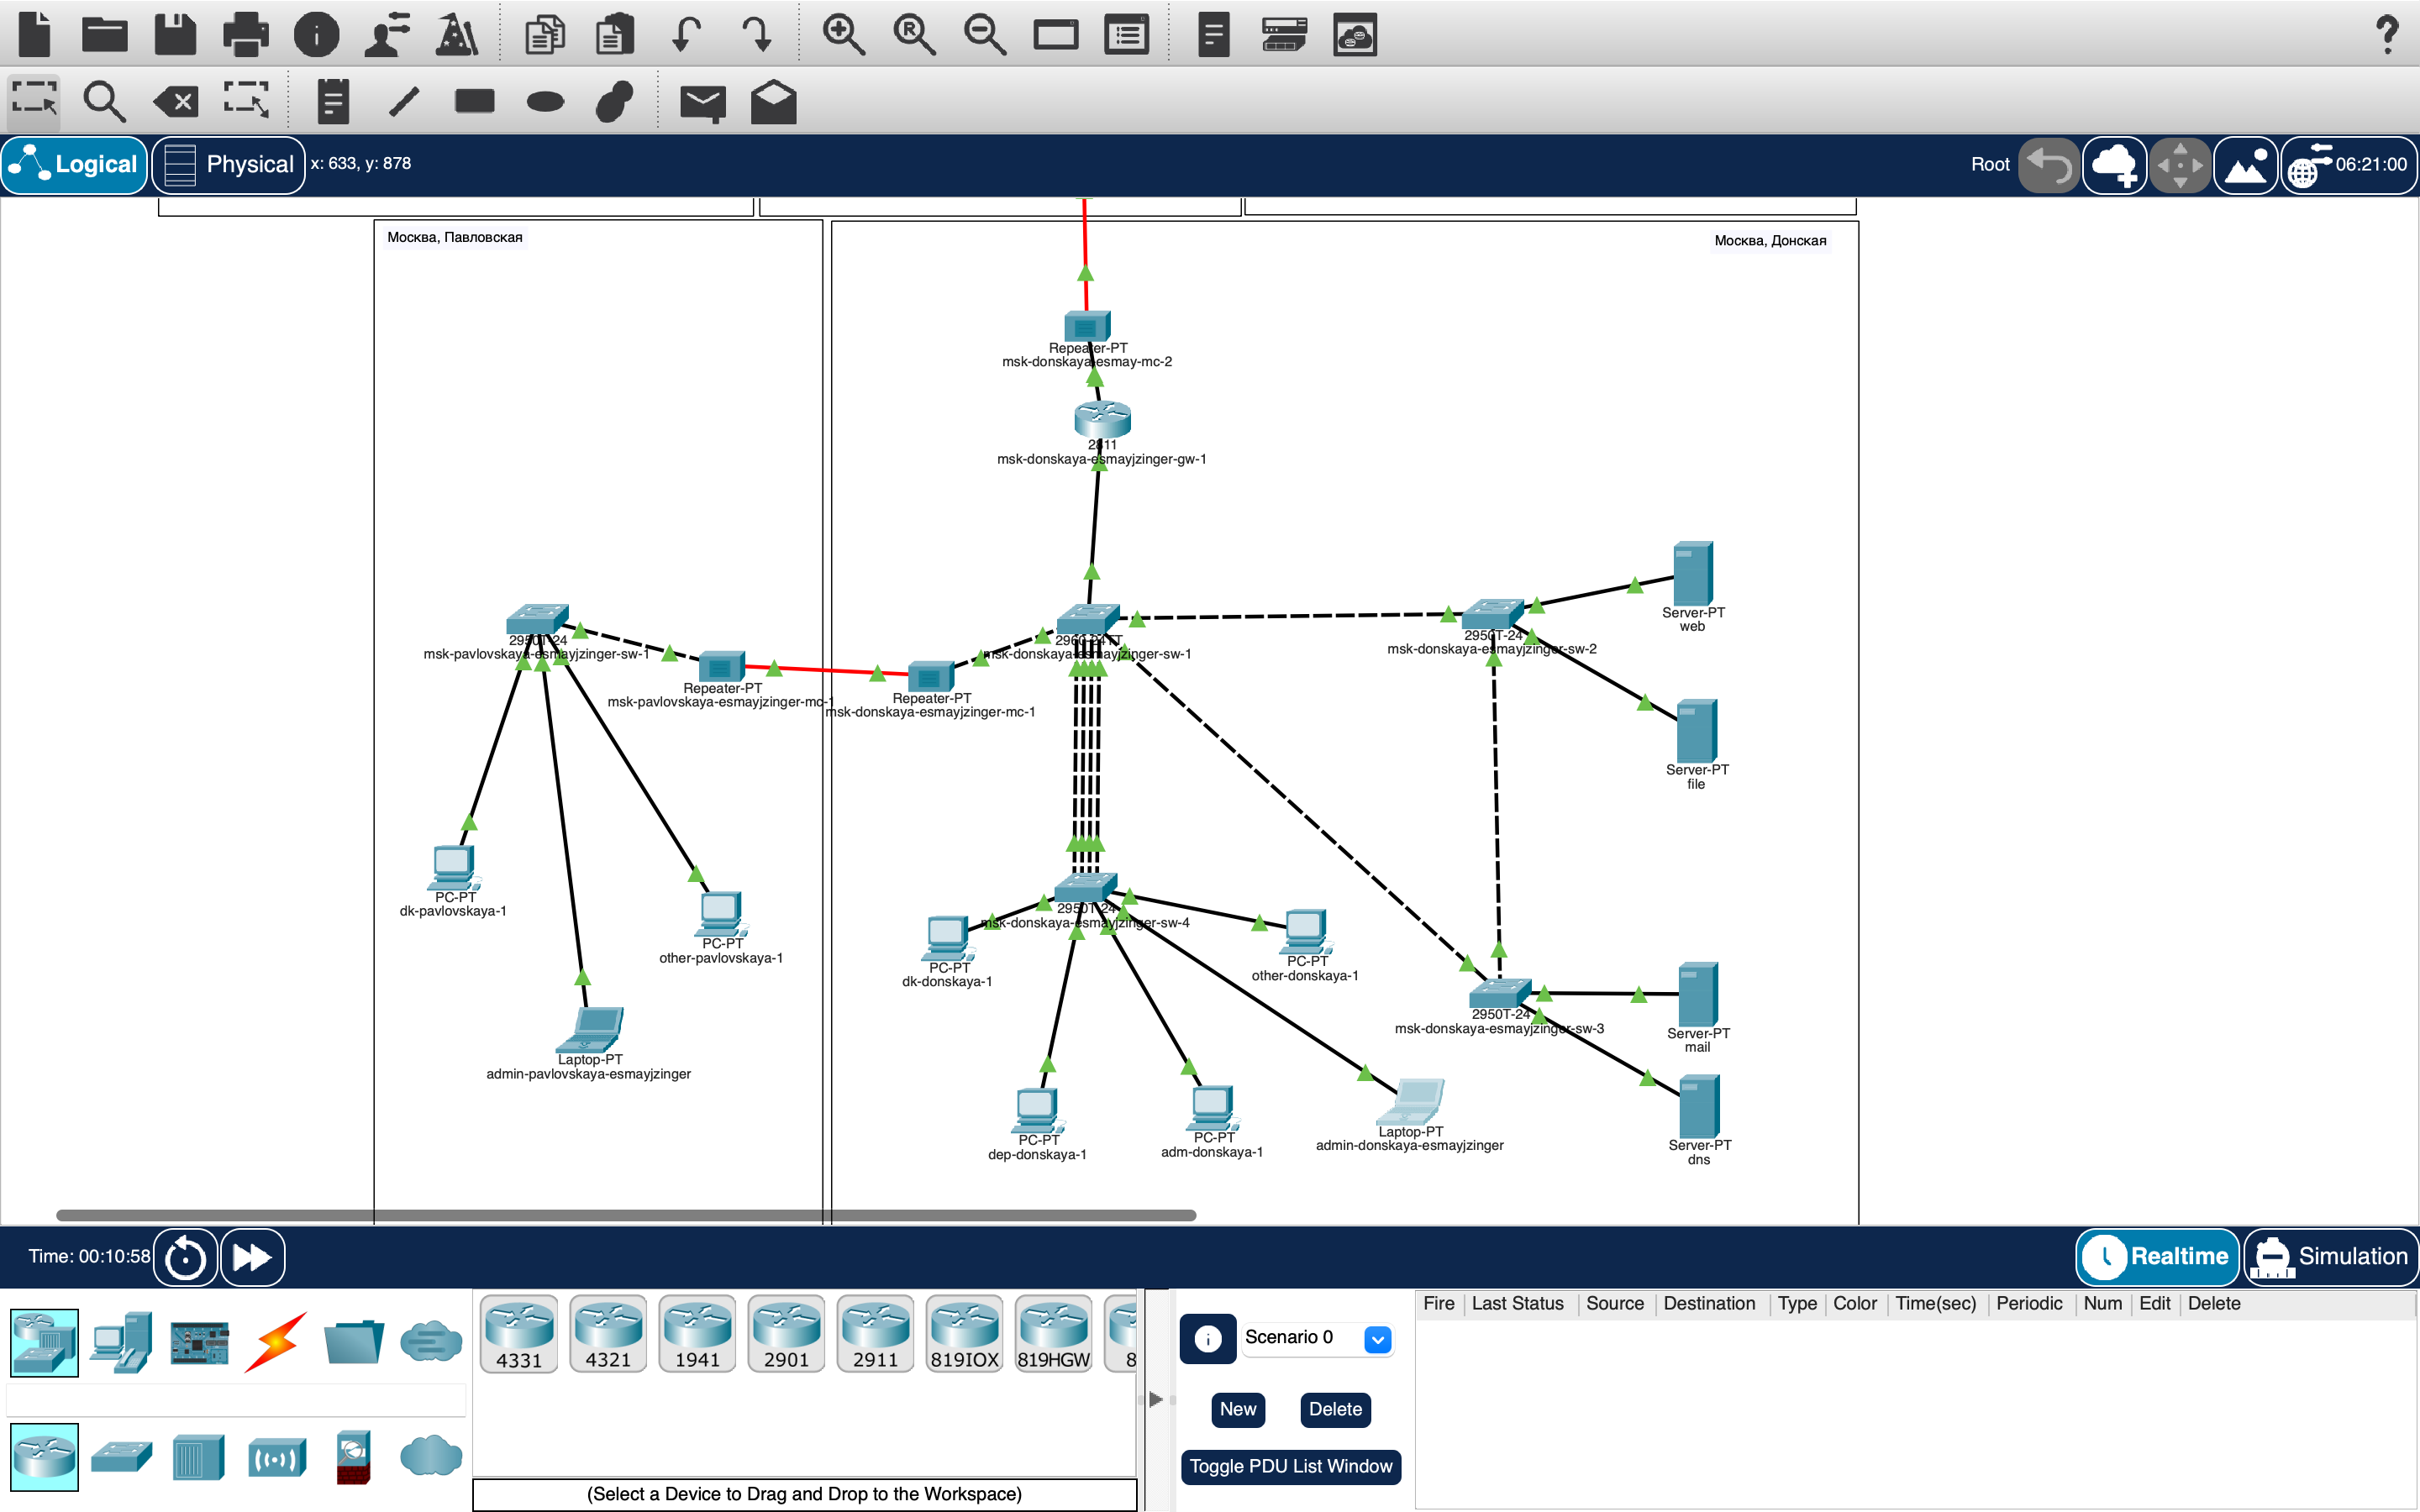 Logical
Physical
x: 633, y: 878
Root
06:21:00
Москва, Павловская
Москва, Донская
Repeater-PT
msk-donskaya-esmay-mc-2
2811
msk-donskaya-esmayjzinger-gw-1
Server-PT
web
2950T-24
msk-pavlovskaya-esmayjzinger-sw-1
2960-24TT
msk-donskaya-esmayjzinger-sw-1
2950T-24
msk-donskaya-esmayjzinger-sw-2
Repeater-PT
msk-pavlovskaya-esmayjzinger-mc-1
Repeater-PT
msk-donskaya-esmayjzinger-mc-1
Server-PT
file
PC-PT
dk-pavlovskaya-1
PC-PT
other-pavlovskaya-1
2950T-24
msk-donskaya-esmayjzinger-sw-4
PC-PT
dk-donskaya-1
PC-PT
other-donskaya-1
2950T-24
msk-donskaya-esmayjzinger-sw-3
Server-PT
mail
Laptop-PT
admin-pavlovskaya-esmayjzinger
PC-PT
dep-donskaya-1
PC-PT
adm-donskaya-1
Laptop-PT
admin-donskaya-esmayjzinger
Server-PT
dns
Time: 00:10:58
Realtime
Simulation
4331
4321
1941
2901
2911
819IOX
819HGW
8
(Select a Device to Drag and Drop to the Workspace)
Scenario 0
New
Delete
Toggle PDU List Window
Fire
Last Status
Source
Destination
Type
Color
Time(sec)
Periodic
Num
Edit
Delete